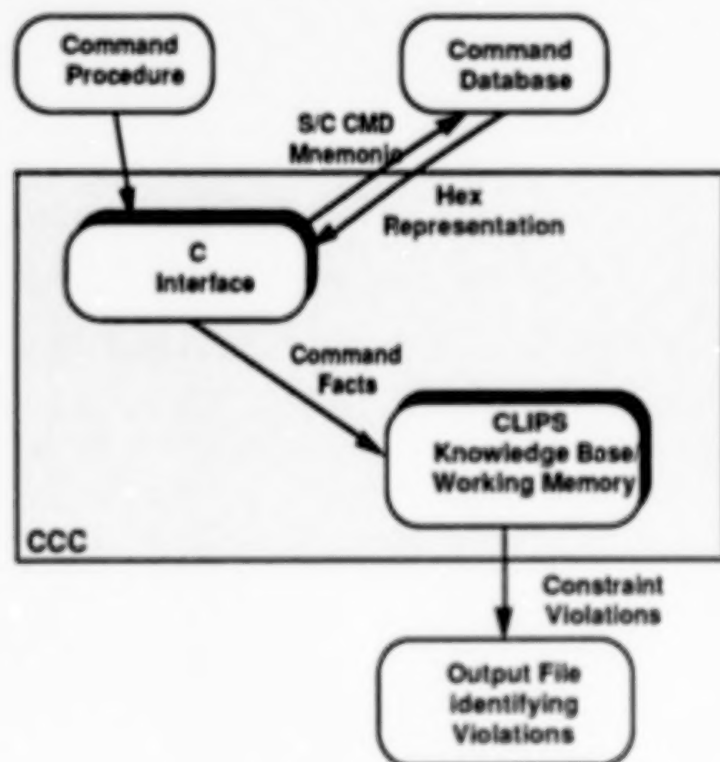 Command
Procedure
Command
Database
S/C CMD
Mnemonic
Hex
Representation
C
Interface
Command
Facts
CLIPS
Knowledge Base/
Working Memory
CCC
Constraint
Violations
Output File
Identifying
Violations